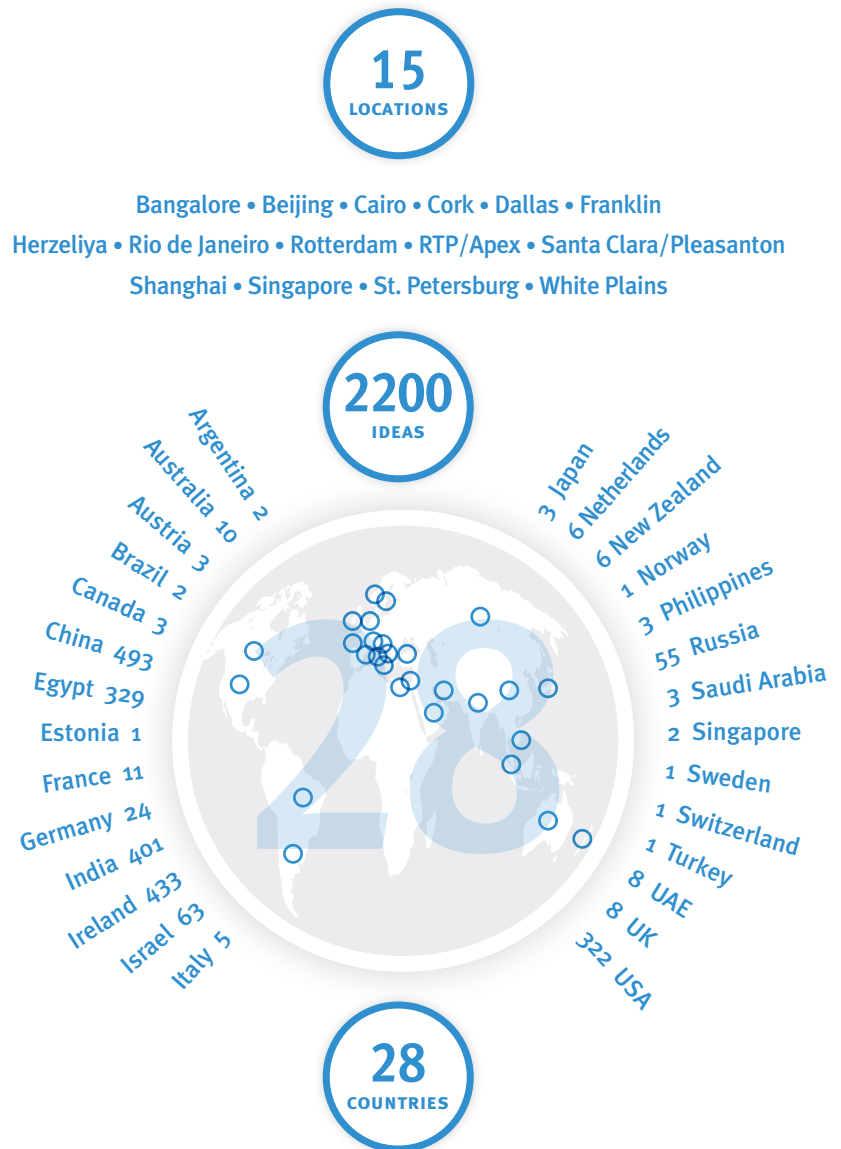 15
LOCATIONS
Bangalore • Beijing • Cairo • Cork • Dallas • Franklin
Herzeliya • Rio de Janeiro • Rotterdam • RTP/Apex • Santa Clara/Pleasanton
Shanghai • Singapore • St. Petersburg • White Plains
2200
IDEAS
Argentina 2
Australia 10
Austria 3
Brazil 2
Canada 3
China 493
Egypt 329
Estonia 1
France 11
Germany 24
India 401
Ireland 433
Israel 63
Italy 5
3 Japan
6 Netherlands
6 New Zealand
1 Norway
3 Philippines
55 Russia
3 Saudi Arabia
2 Singapore
1 Sweden
1 Switzerland
1 Turkey
8 UAE
8 UK
322 USA
28
28
COUNTRIES